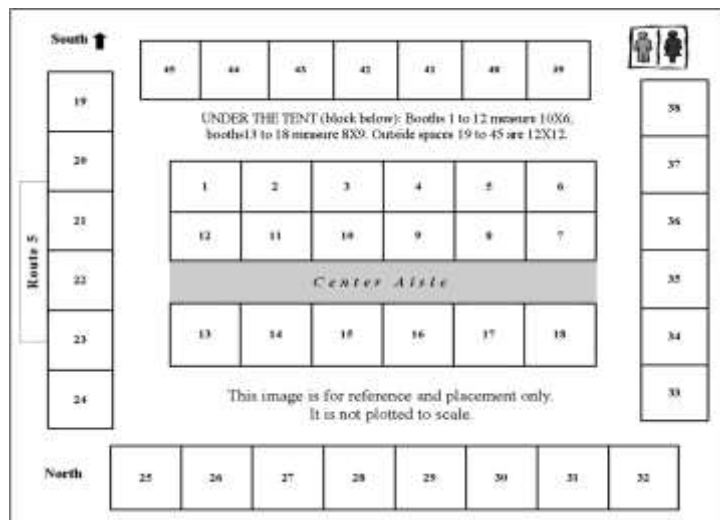 South
45 44 43 42 41 40 39
19
38
UNDER THE TENT (block below): Booths 1 to 12 measure 10X6,
booths13 to 18 measure 8X9. Outside spaces 19 to 45 are 12X12.
20
37
1 2 3 4 5 6
21
36
12 11 10 9 8 7
Route 5
22
35
Center Aisle
23
34
13 14 15 16 17 18
24
33
This image is for reference and placement only.
It is not plotted to scale.
North
25 26 27 28 29 30 31 32